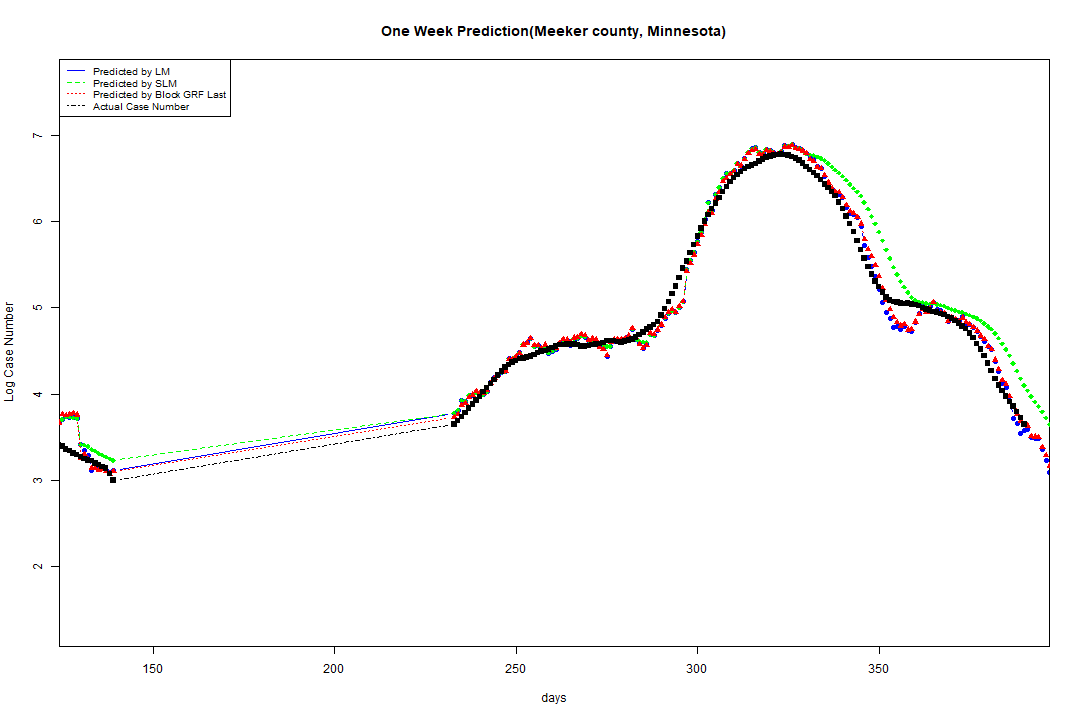 One Week Prediction(Meeker county, Minnesota)
Predicted by LM
Predicted by SLM
Predicted by Block GRF Last
Actual Case Number
Log Case Number
7
6
5
4
3
2
150 200 250 300 350
days